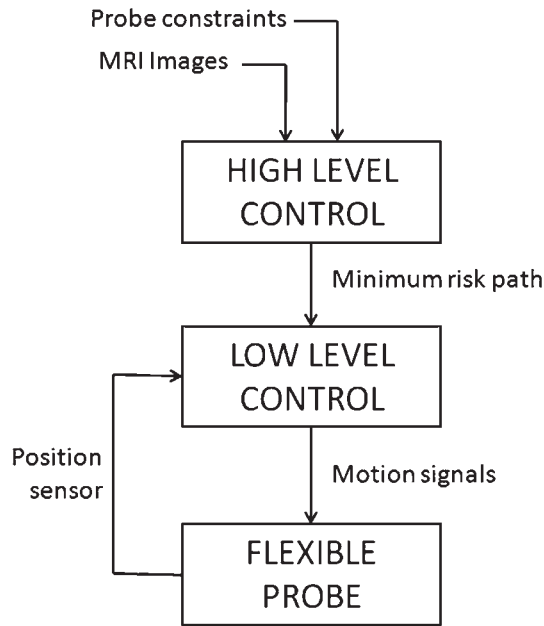 Probe constraints
MRI Images
HIGH LEVEL
CONTROL
Minimum risk path
LOW LEVEL
CONTROL
Position
sensor
Motion signals
FLEXIBLE
PROBE